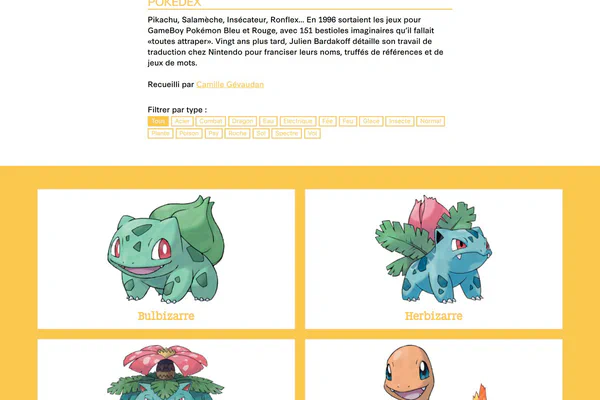 POKÉDEX
Pikachu, Salamèche, Insécateur, Ronflex... En 1996 sortaient les jeux pour
GameBoy Pokémon Bleu et Rouge, avec 151 bestioles imaginaires qu'il fallait
«toutes attraper». Vingt ans plus tard, Julien Bardakoff détaille son travail de
traduction chez Nintendo pour franciser leurs noms, truffés de références et de
jeux de mots.
Recueilli par Camille Gévaudan
Filtrer par type :
Tous Acier Combat Dragon Eau Electrique Fée Feu Glace Insecte Normal
Plante Poison Psy Roche Sol Spectre Vol
Bulbizarre
Herbizarre